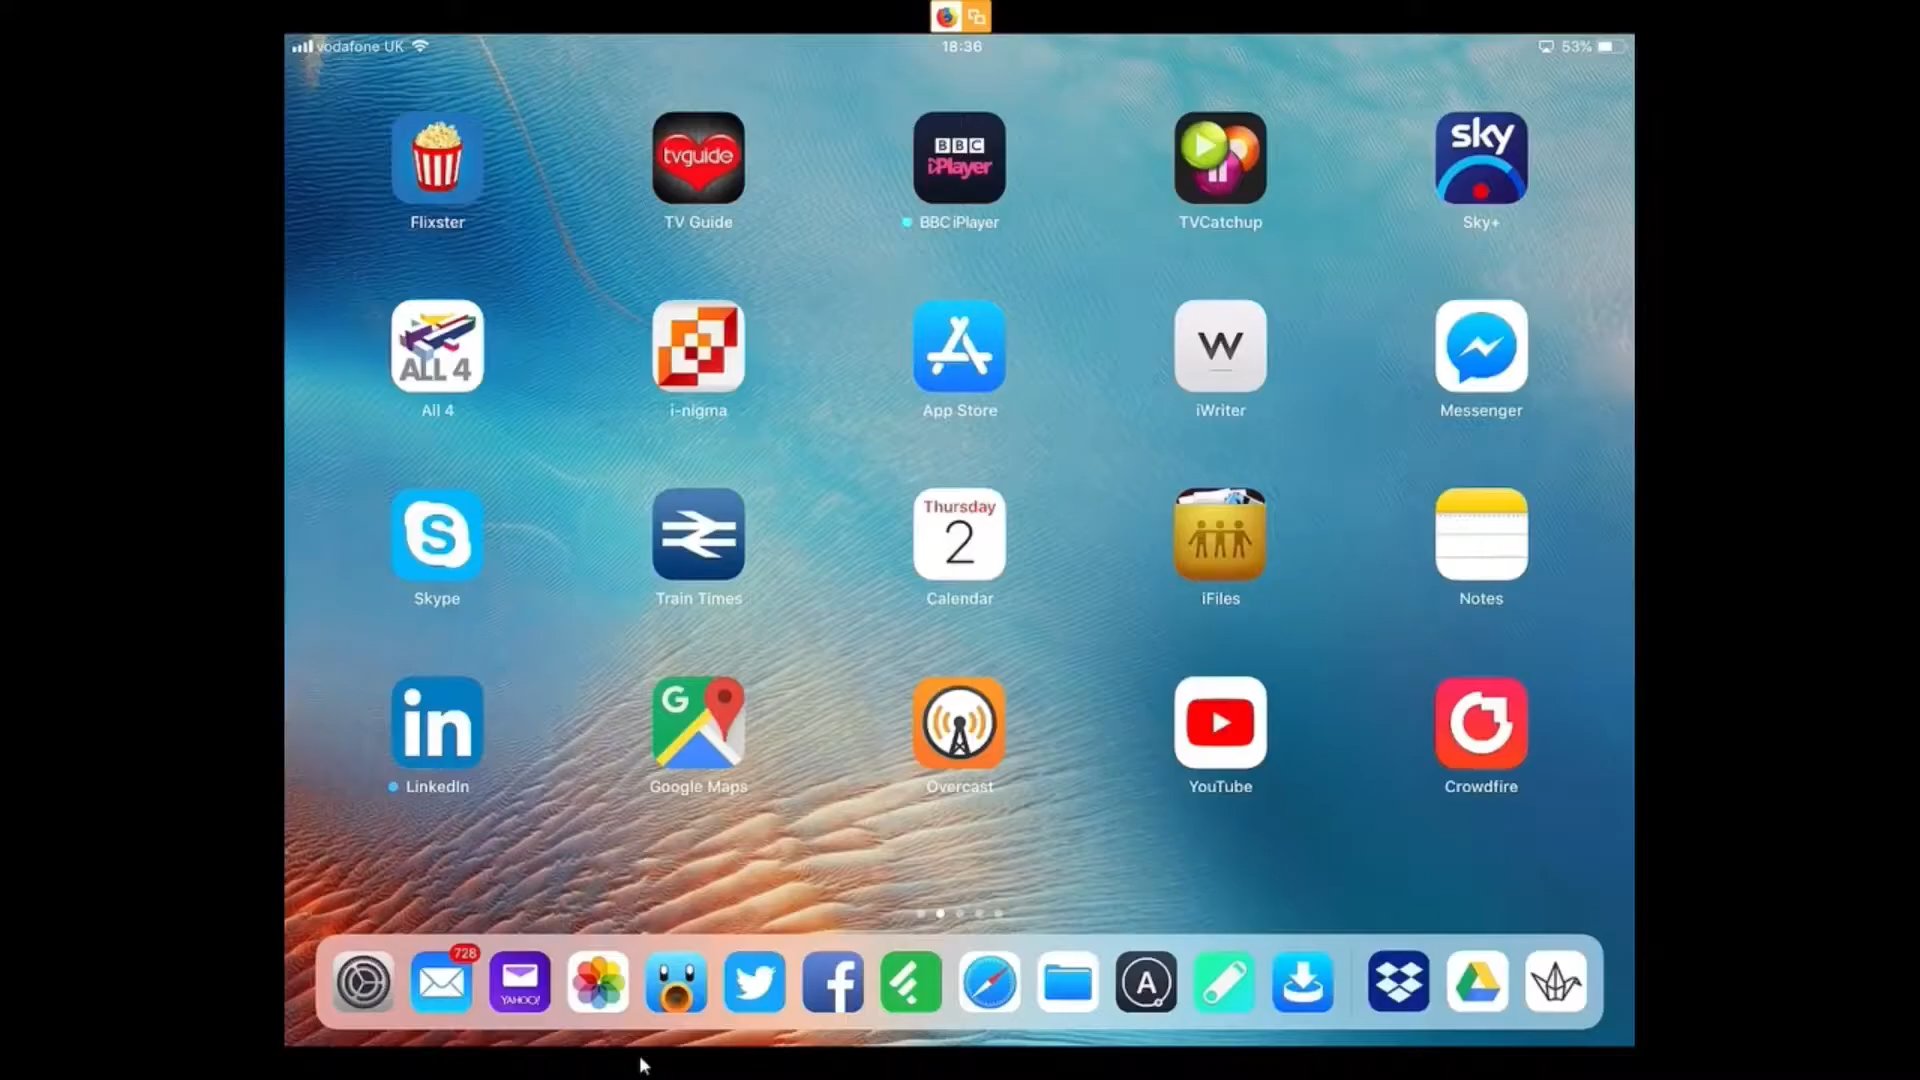 vodafone UK
18:36
53%
BBC
iPlayer
tvguide
sky
Flixster
TV Guide
BBC iPlayer
TVCatchup
Sky+
ALL 4
W
All 4
i-nigma
App Store
iWriter
Messenger
S
Thursday
2
Skype
Train Times
Calendar
iFiles
Notes
in
G
LinkedIn
Google Maps
Overcast
YouTube
Crowdfire
728
YAHOO!
f
A